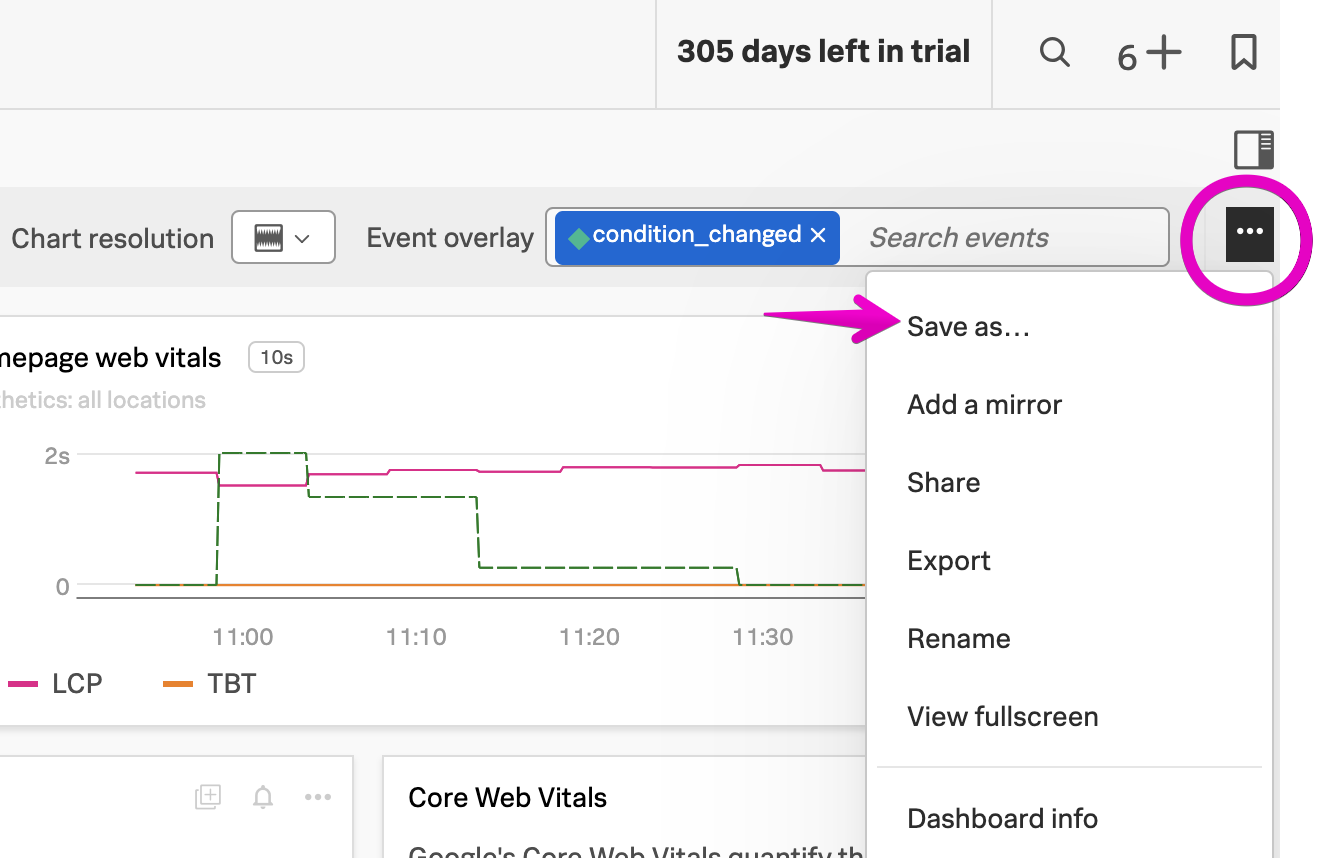 305 days left in trial
6
Chart resolution
Event overlay
condition_changed ×
Search events
Save as…
Add a mirror
Share
Export
Rename
View fullscreen
Dashboard info
mepage web vitals
10s
hetics: all locations
2s
0
11:00
11:10
11:20
11:30
LCP
TBT
Core Web Vitals
Google's Core Web Vitals quantify th